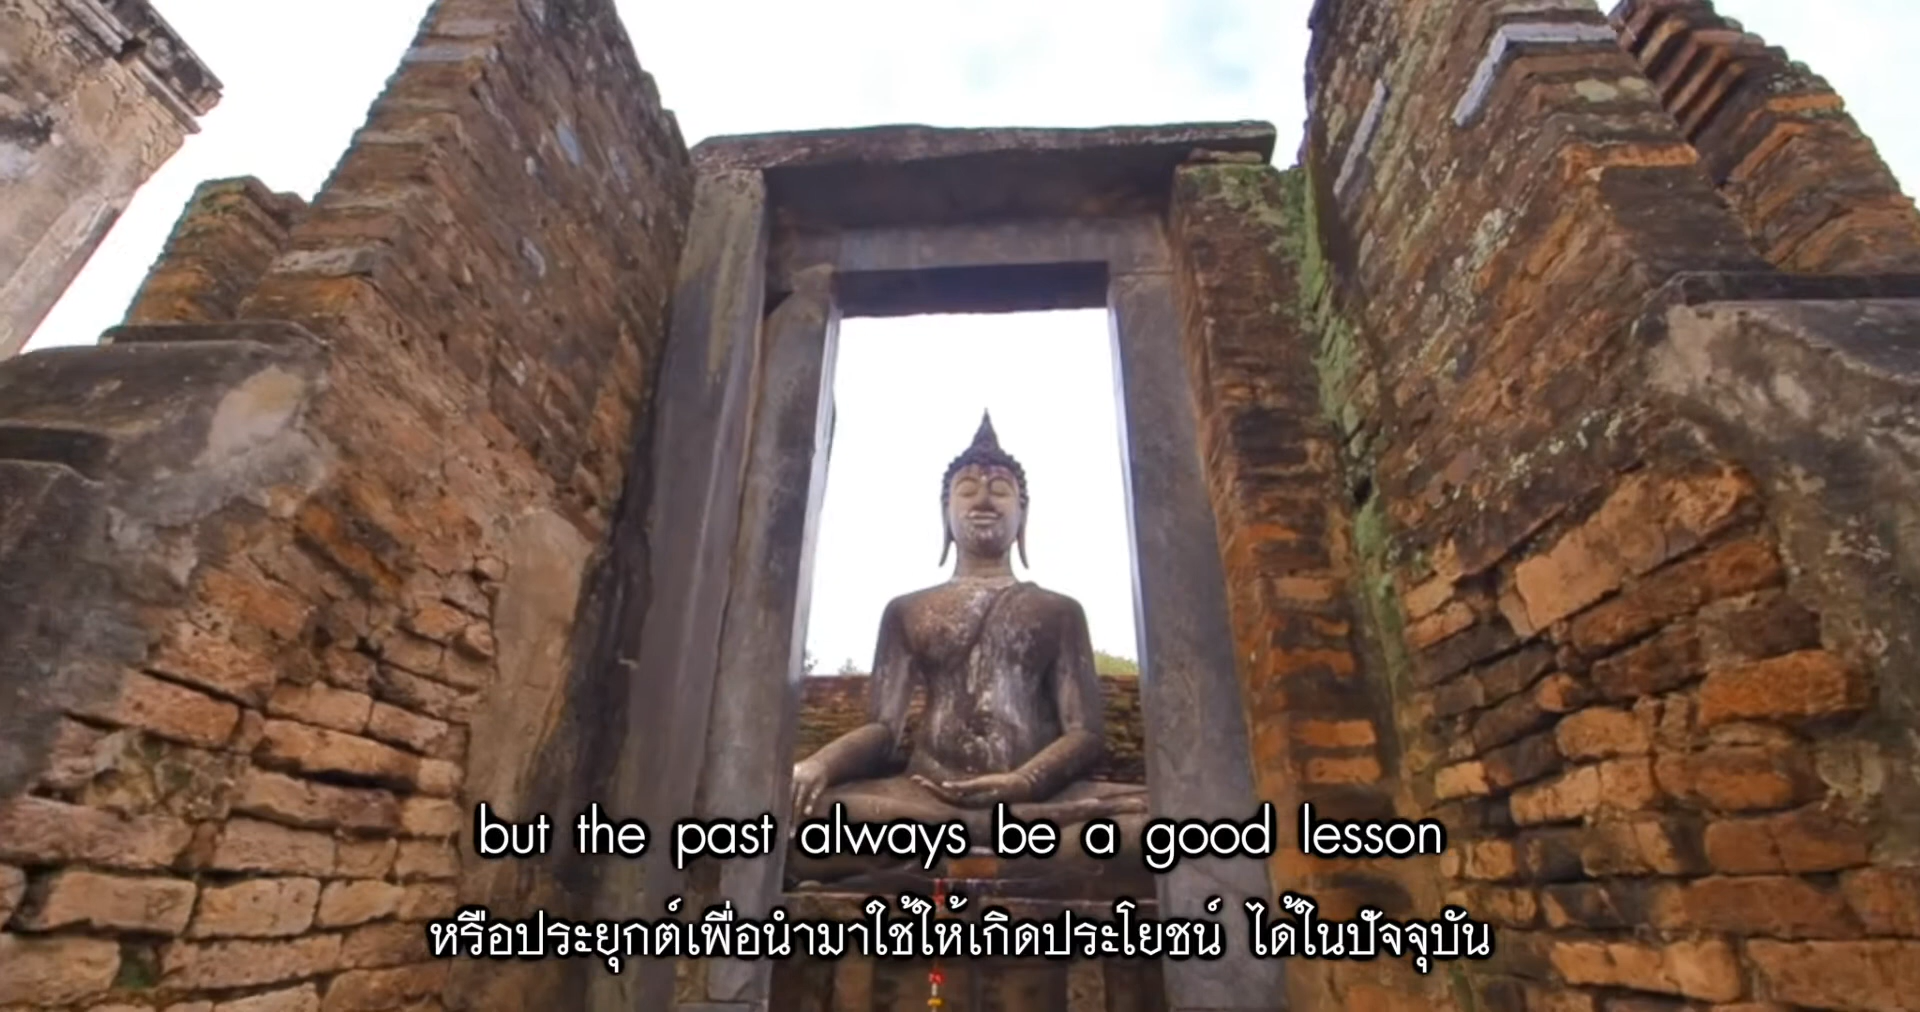 but the past always be a good lesson
หรือประยุกต์เพื่อนำมาใช้ให้เกิดประโยชน์ ได้ในปัจจุบัน